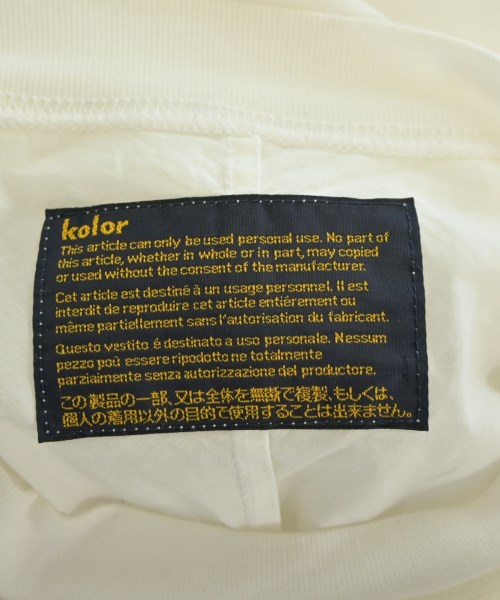 kolor
This article can only be used personal use. No part of
this article, whether in whole or in part, may copied
or used without the consent of the manufacturer.
Cet article est destiné à un usage personnel. Il est
interdit de reproduire cet article entiérement ou
même partiellement sans l'autorisation du fabricant.
Questo vestito é destinato a uso personale. Nessum
pezzo poù essere ripodotto ne totalmente
parziaimente senza autorizzazione del productore.
この製品の一部、又は全体を無断で複製、もしくは、
個人の着用以外の目的で使用することは出来ません。